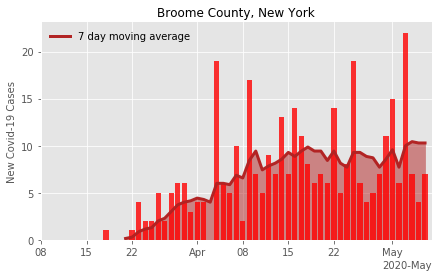 Broome County, New York
7 day moving average
New Covid-19 Cases
20
15
10
5
0
08 15 22 Apr 08 15 22 May
2020-May